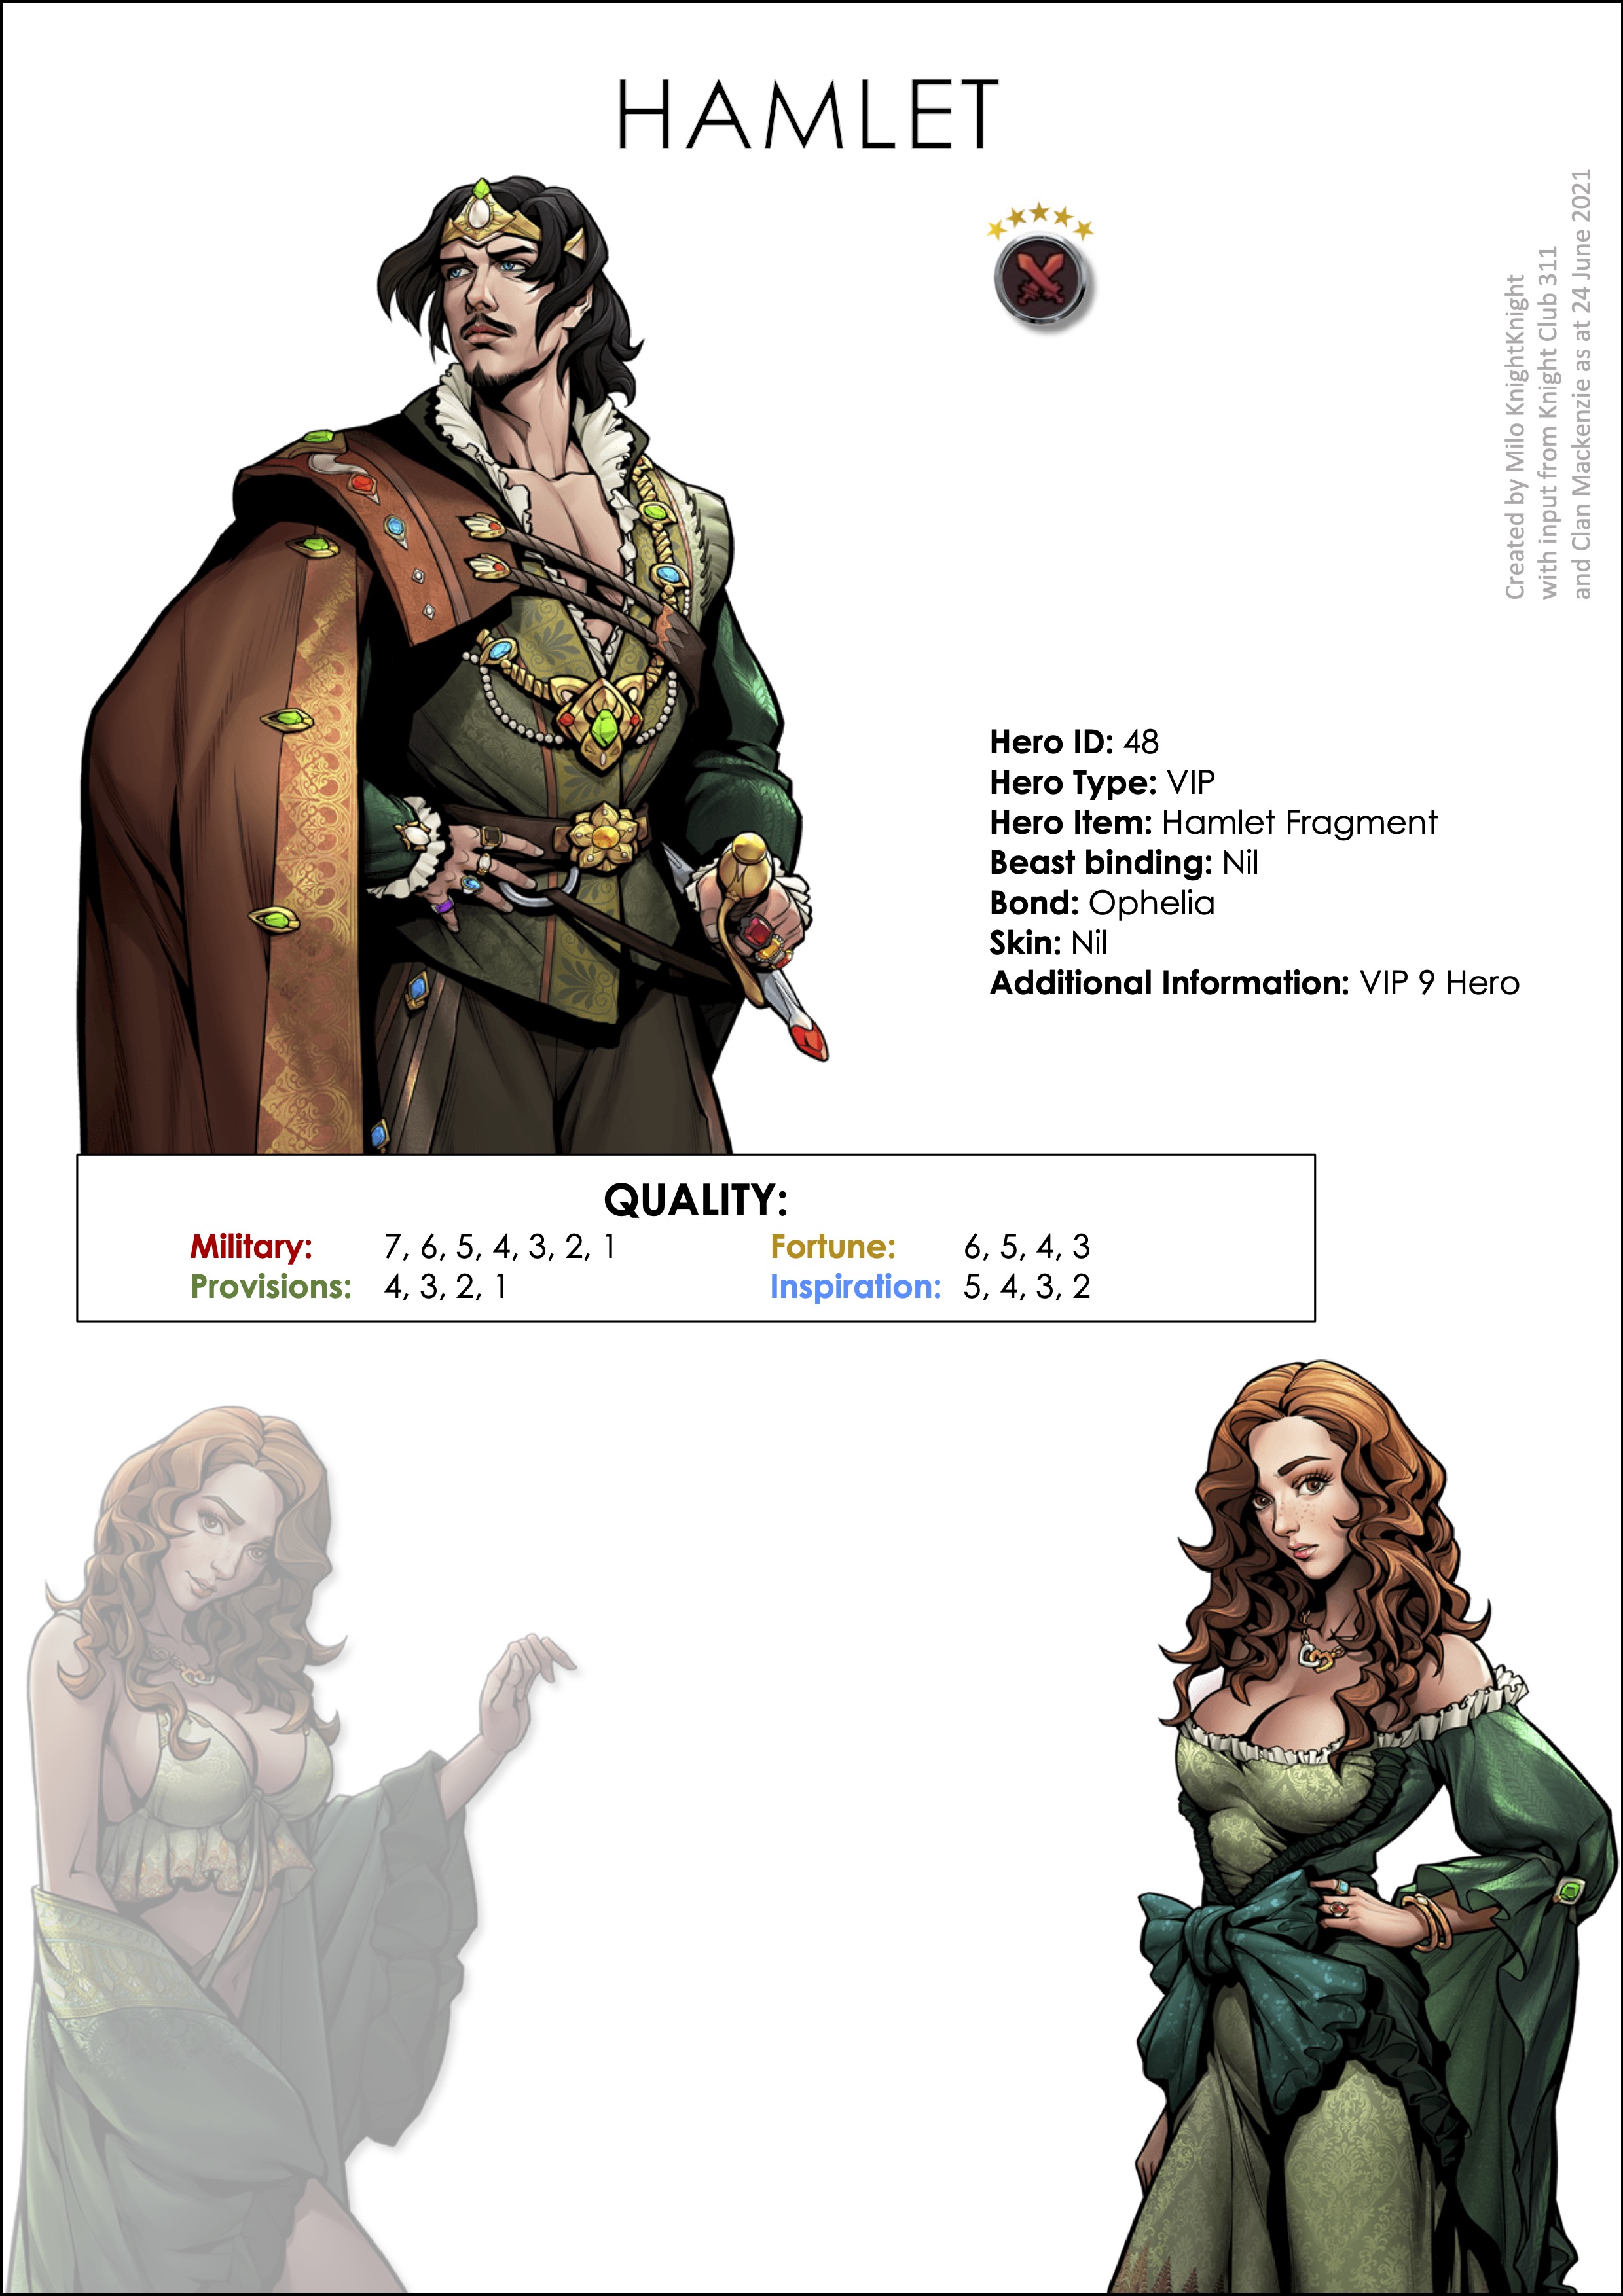 HAMLET
Created by Milo KnightKnight
with input from Knight Club 311
and Clan Mackenzie as at 24 June 2021
Hero ID: 48
Hero Type: VIP
Hero Item: Hamlet Fragment
Beast binding: Nil
Bond: Ophelia
Skin: Nil
Additional Information: VIP 9 Hero
QUALITY:
Military: 7, 6, 5, 4, 3, 2, 1 Fortune: 6, 5, 4, 3
Provisions: 4, 3, 2, 1 Inspiration: 5, 4, 3, 2